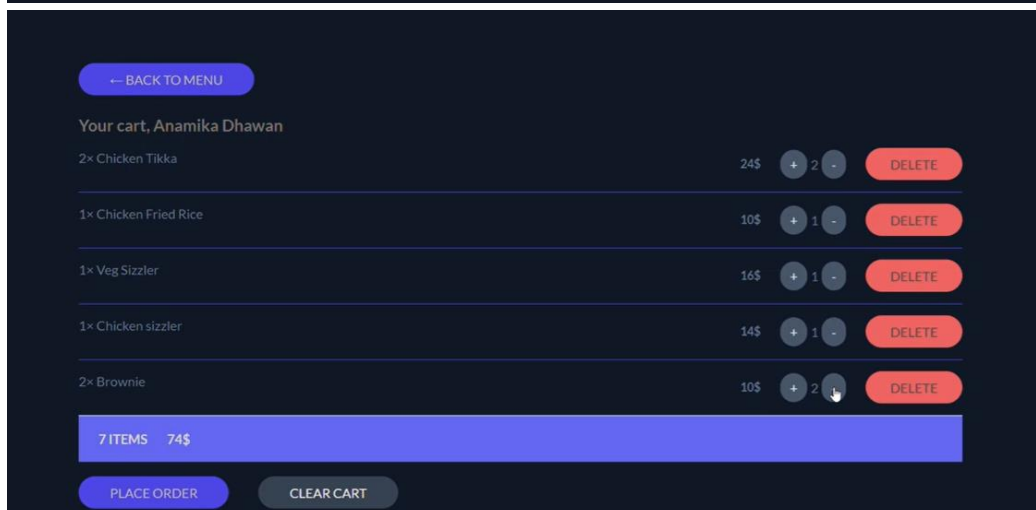 ← BACK TO MENU
Your cart, Anamika Dhawan
2× Chicken Tikka 24$ + 2 - DELETE
1× Chicken Fried Rice 10$ + 1 - DELETE
1× Veg Sizzler 16$ + 1 - DELETE
1× Chicken sizzler 14$ + 1 - DELETE
2× Brownie 10$ + 2 DELETE
7 ITEMS 74$
PLACE ORDER CLEAR CART